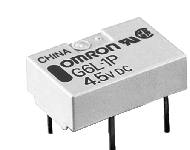 CHINA
omron
G6L-1P
4.5V DC